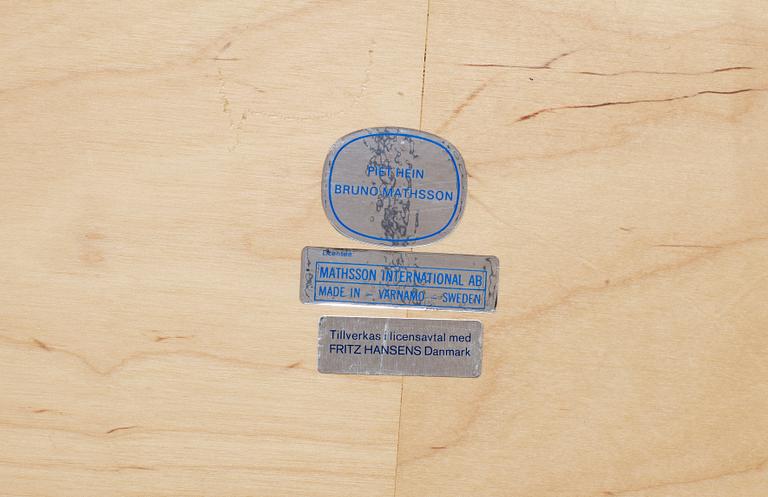 PIET HEIN
BRUNO MATHSSON
Licensee
MATHSSON INTERNATIONAL AB
MADE IN - VÄRNAMO - SWEDEN
Tillverkas i licensavtal med
FRITZ HANSENS Danmark